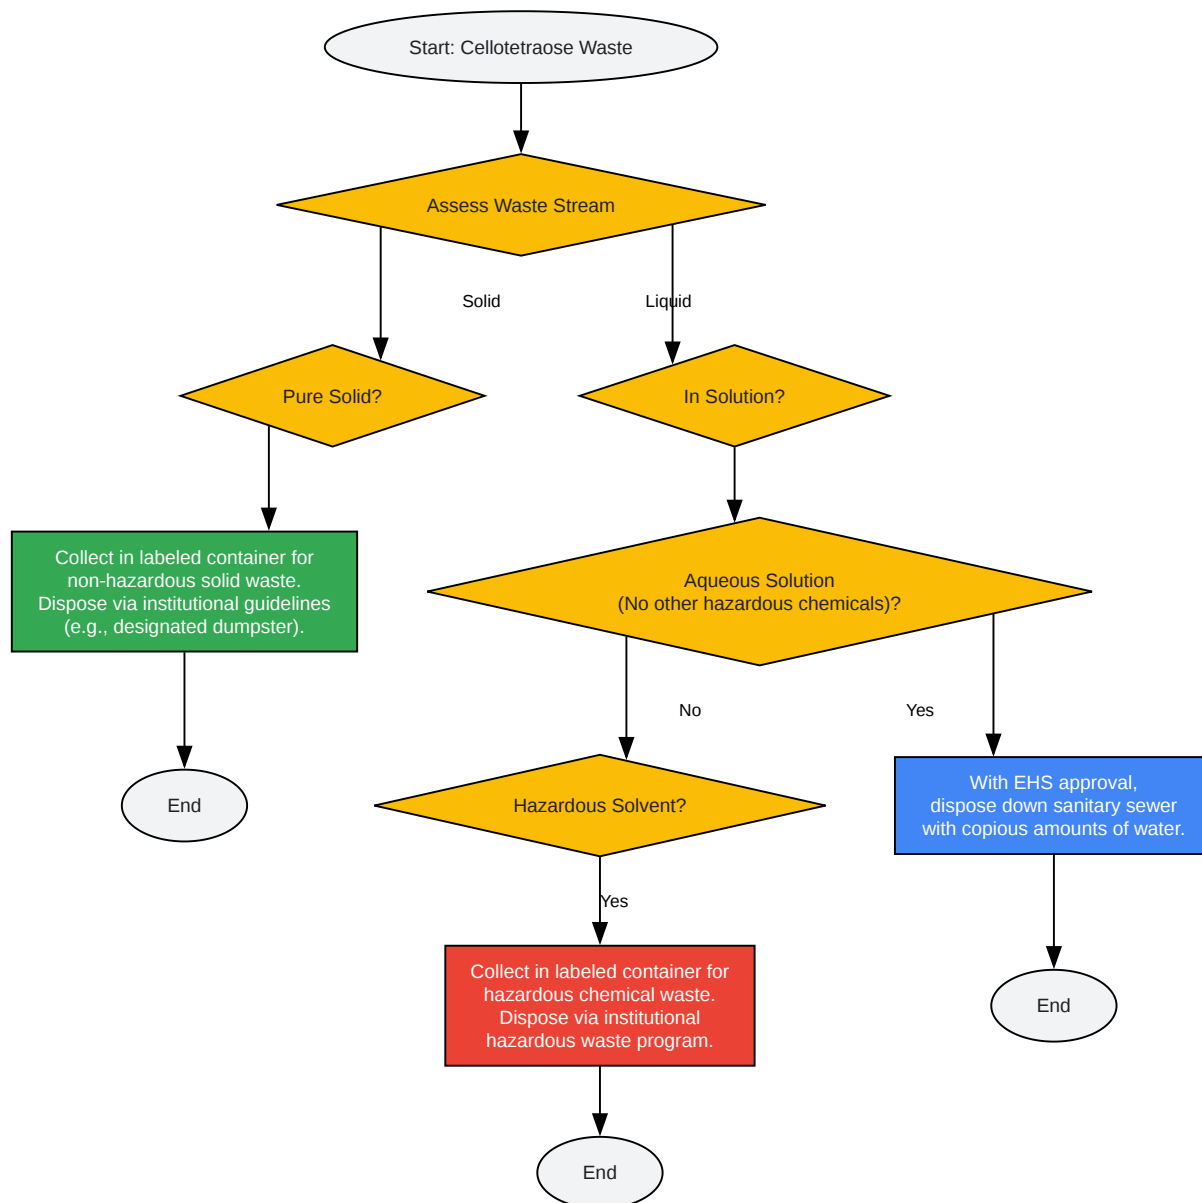 Start: Cellotetraose Waste
Assess Waste Stream
Solid
Liquid
Pure Solid?
In Solution?
Collect in labeled container for
non-hazardous solid waste.
Dispose via institutional guidelines
(e.g., designated dumpster).
Aqueous Solution
(No other hazardous chemicals)?
No
Yes
End
Hazardous Solvent?
With EHS approval,
dispose down sanitary sewer
with copious amounts of water.
Yes
Collect in labeled container for
hazardous chemical waste.
Dispose via institutional
hazardous waste program.
End
End